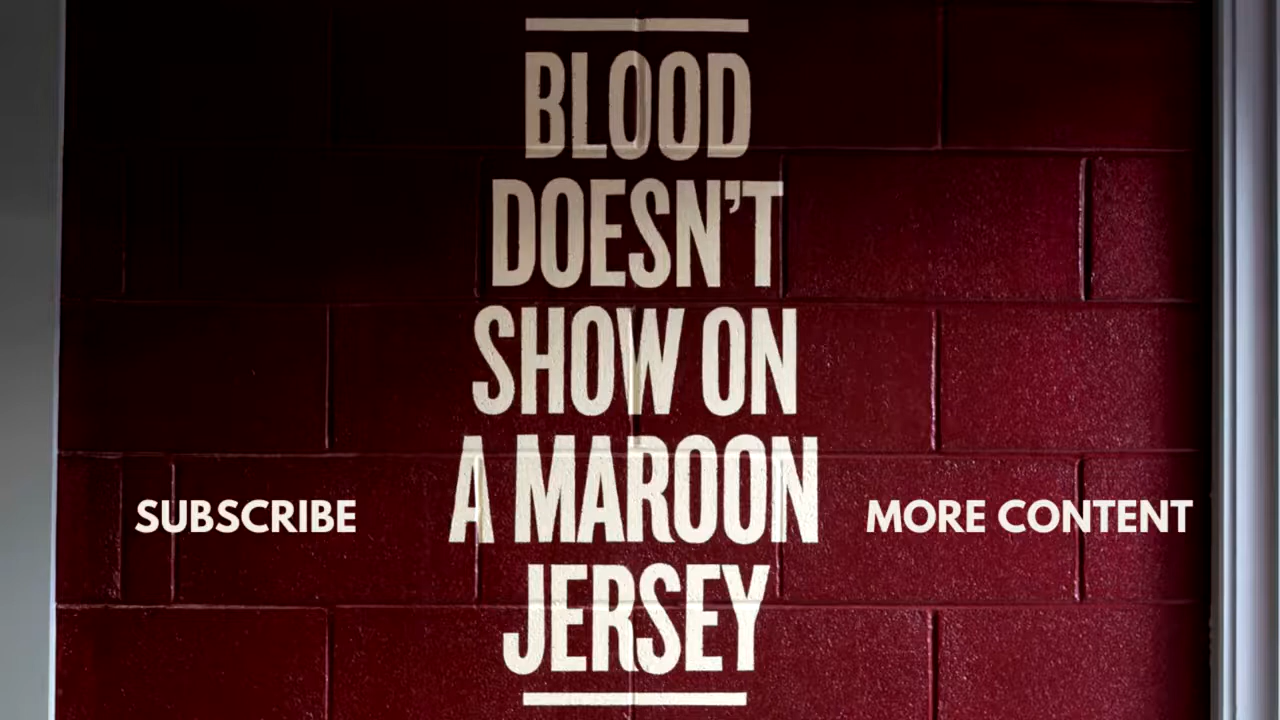 BLOOD
DOESN'T
SHOW ON
A MAROON
JERSEY
SUBSCRIBE
MORE CONTENT